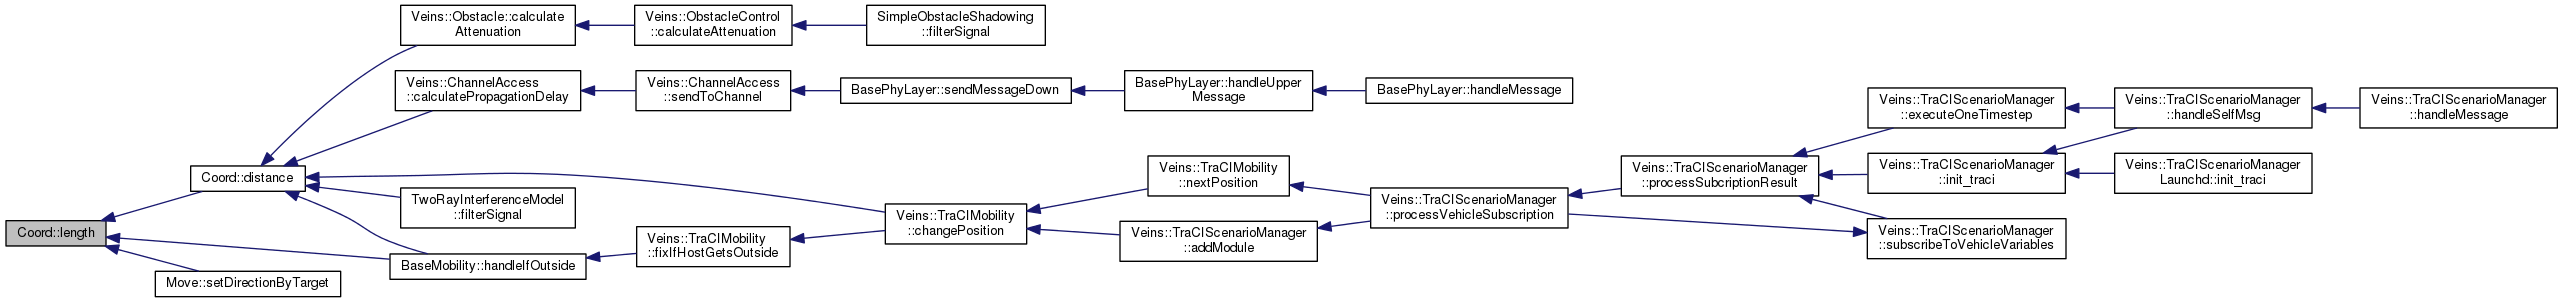 Veins::Obstacle::calculate
Attenuation
Veins::ObstacleControl
::calculateAttenuation
SimpleObstacleShadowing
::filterSignal
Veins::ChannelAccess
::calculatePropagationDelay
Veins::ChannelAccess
::sendToChannel
BasePhyLayer::sendMessageDown
BasePhyLayer::handleUpper
Message
BasePhyLayer::handleMessage
Veins::TraCIScenarioManager
::executeOneTimestep
Veins::TraCIScenarioManager
::handleSelfMsg
Veins::TraCIScenarioManager
::handleMessage
Coord::distance
Veins::TraCIMobility
::nextPosition
Veins::TraCIScenarioManager
::processSubcriptionResult
Veins::TraCIScenarioManager
::init_traci
Veins::TraCIScenarioManager
Launchd::init_traci
TwoRayInterferenceModel
::filterSignal
Veins::TraCIScenarioManager
::processVehicleSubscription
Coord::length
Veins::TraCIMobility
::changePosition
Veins::TraCIMobility
::fixIfHostGetsOutside
Veins::TraCIScenarioManager
::addModule
Veins::TraCIScenarioManager
::subscribeToVehicleVariables
BaseMobility::handleIfOutside
Move::setDirectionByTarget